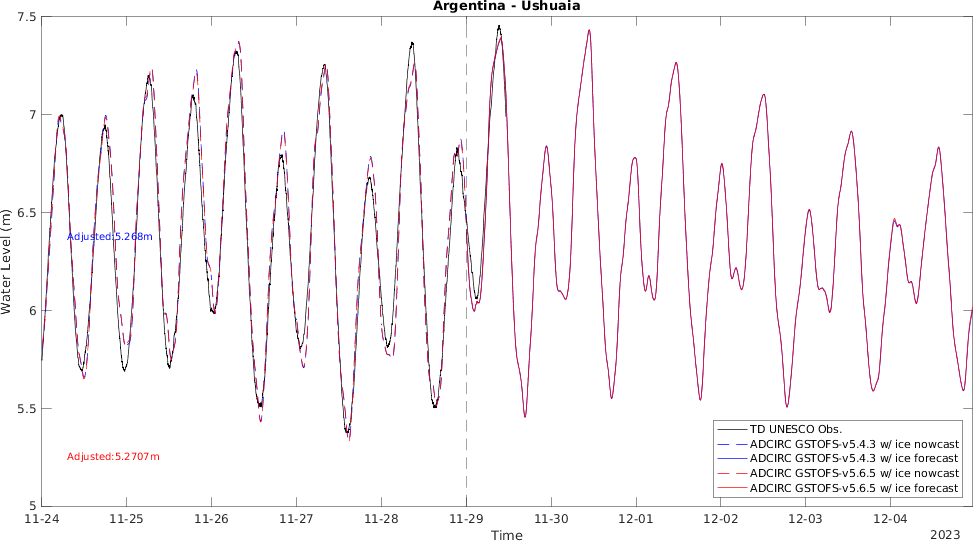 Argentina - Ushuaia
7.5
7
6.5
6
5.5
5
Water Level (m)
Adjusted:5.268m
Adjusted:5.2707m
TD UNESCO Obs.
ADCIRC GSTOFS-v5.4.3 w/ ice nowcast
ADCIRC GSTOFS-v5.4.3 w/ ice forecast
ADCIRC GSTOFS-v5.6.5 w/ ice nowcast
ADCIRC GSTOFS-v5.6.5 w/ ice forecast
11-24 11-25 11-26 11-27 11-28 11-29 11-30 12-01 12-02 12-03 12-04
Time
2023